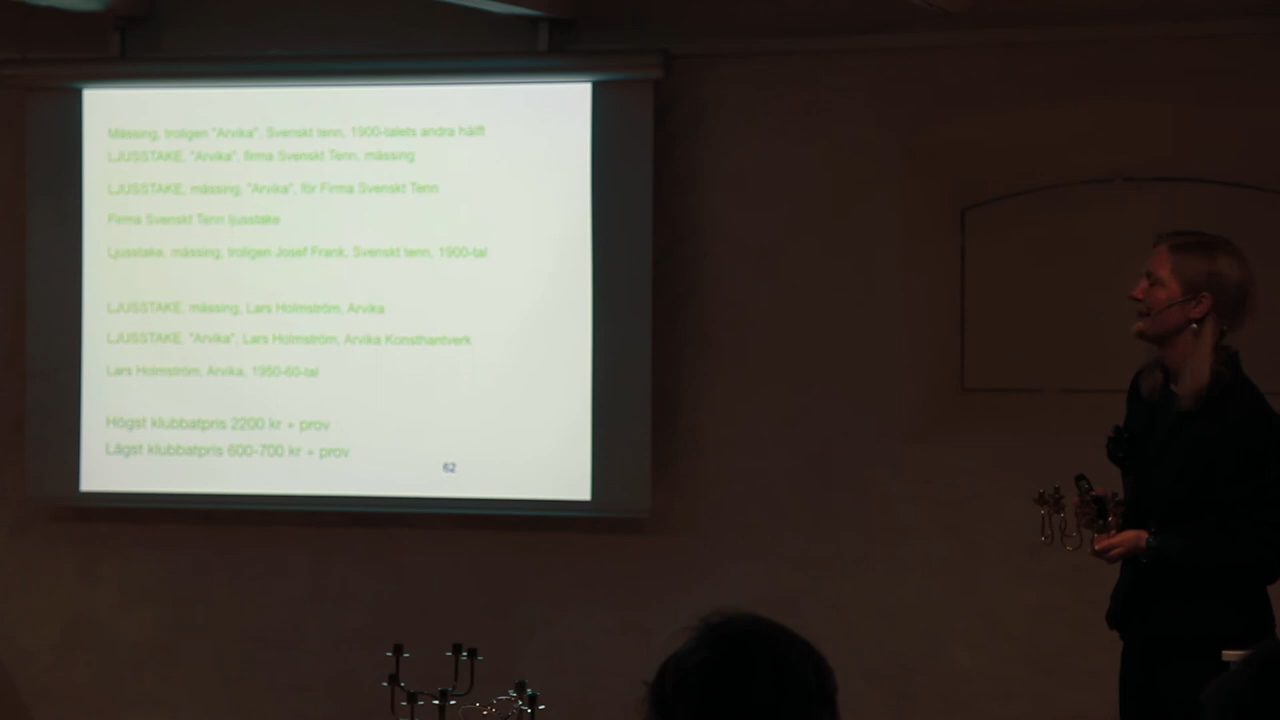 Mässing, troligen "Arvika", Svenskt tenn, 1900-talets andra hälft
LJUSSTAKE, "Arvika", firma Svenskt Tenn, mässing
LJUSSTAKE, mässing, "Arvika", för Firma Svenskt Tenn
Firma Svenskt Tenn ljusstake
Ljusstake, mässing, troligen Josef Frank, Svenskt tenn, 1900-tal
LJUSSTAKE, mässing, Lars Holmström, Arvika
LJUSSTAKE, "Arvika", Lars Holmström, Arvika Konsthantverk
Lars Holmström, Arvika, 1950-60-tal
Högst klubbatpris 2200 kr + prov
Lägst klubbatpris 600-700 kr + prov
62